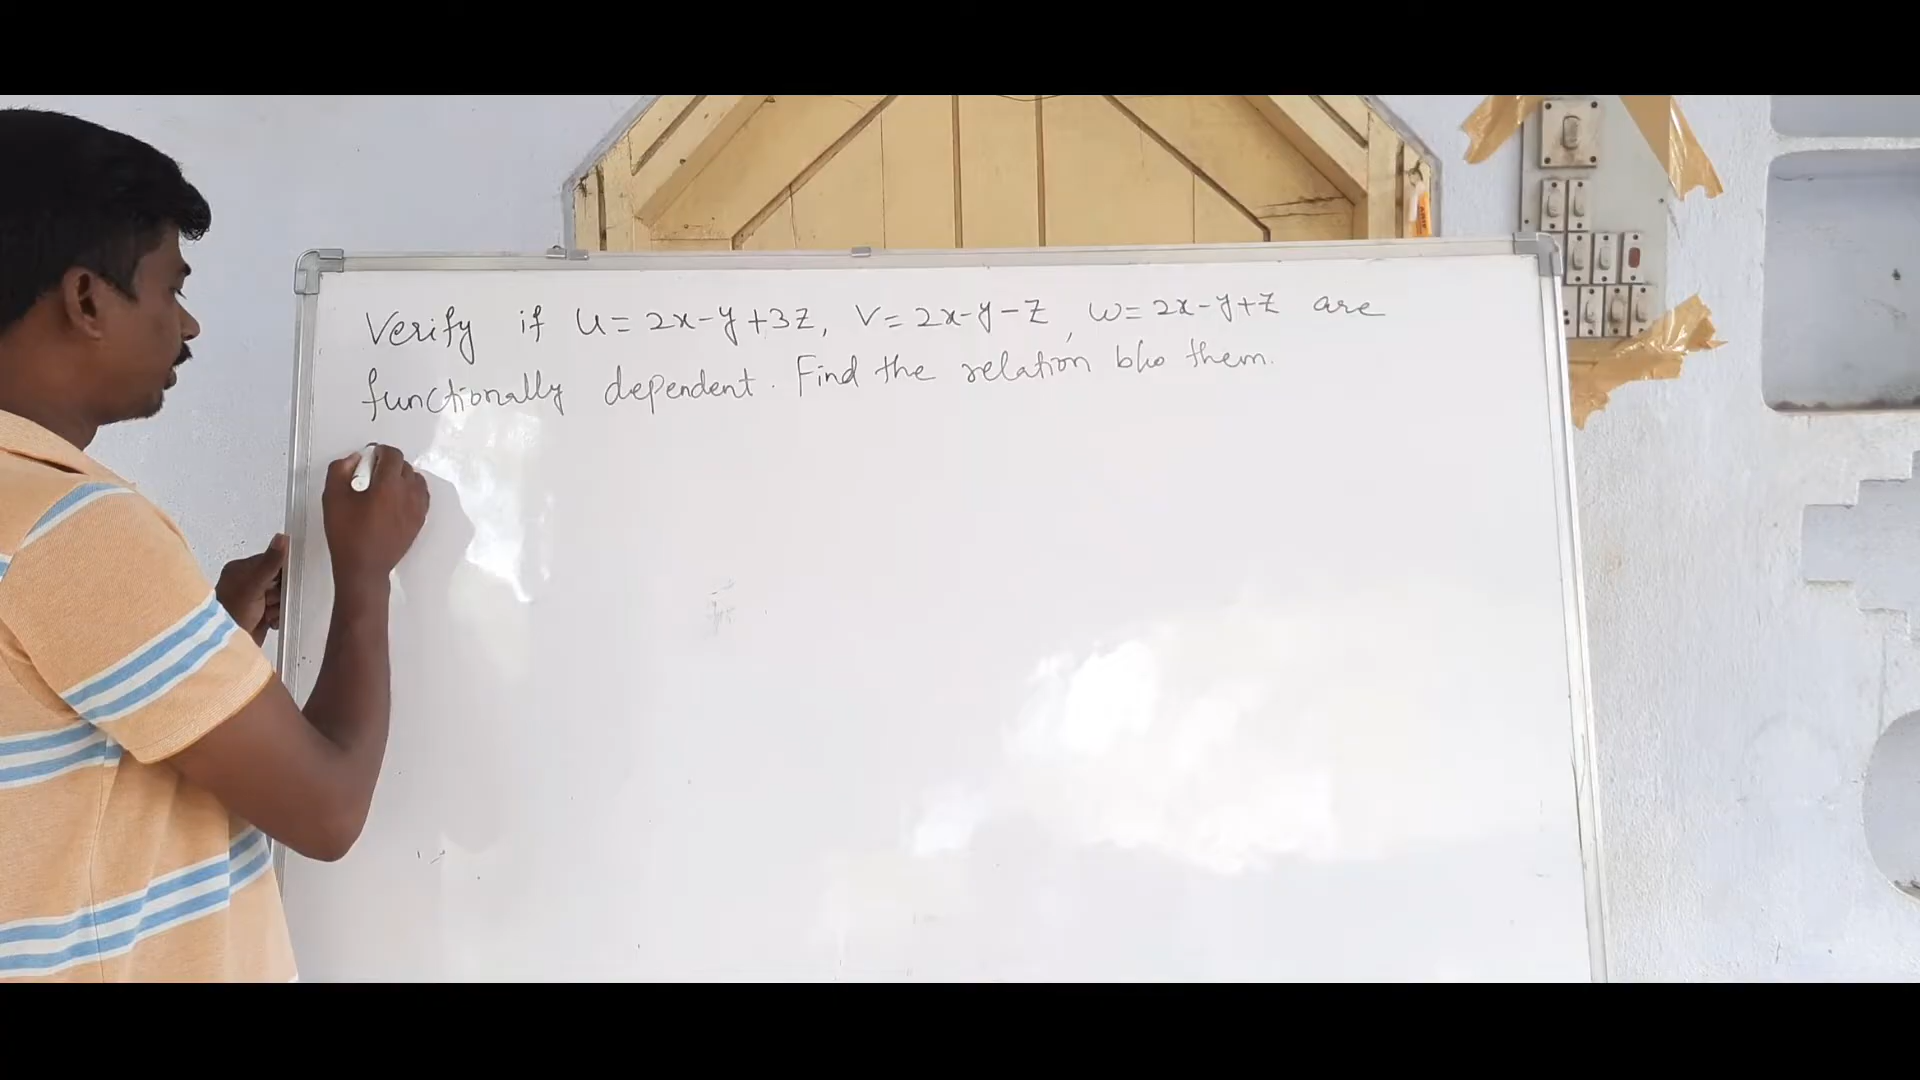 Verify if u = 2x-y+3z, v = 2x-y-z, w = 2x-y+z are
functionally dependent. Find the relation b/w them.